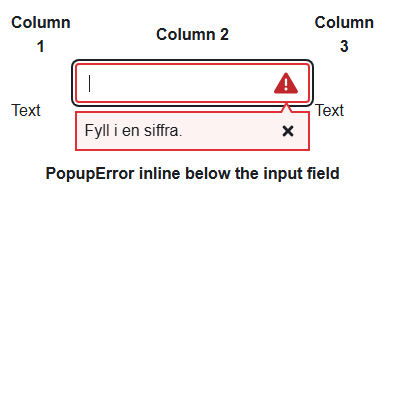 Column 1
Column 2
Column 3
Text
Text
Fyll i en siffra.
PopupError inline below the input field